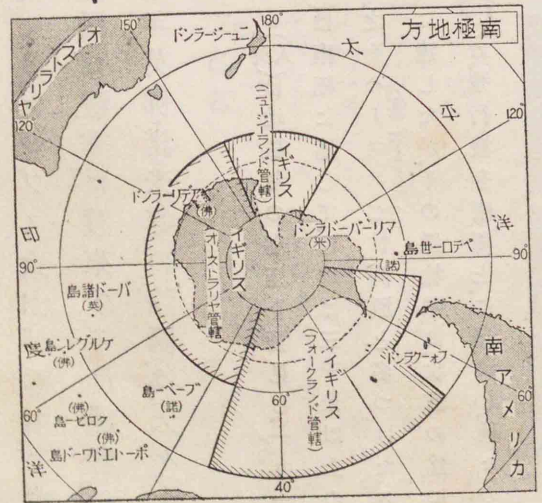 方地極南
150°
180°
ドンラージーュニ
オーストラリヤ
太平洋
120
120°
(ニュージーランド管轄)
イギリス
ドンラーリデア
(佛)
ドンラドーバーリマ
(米)
島世一ロテペ
(諾)
90°
90°
イギリス
オーストラリヤ管轄
印度洋
島諸ドーバ
(英)
島ンレグルケ
(佛)
イギリス
(フォークランド管轄)
ドンラクーォフ
南アメリカ
島ーベーブ
(諾)
(佛)
島ーゼロク
(佛)
島ドーワドエトーポ
60°
60°
60°
40°